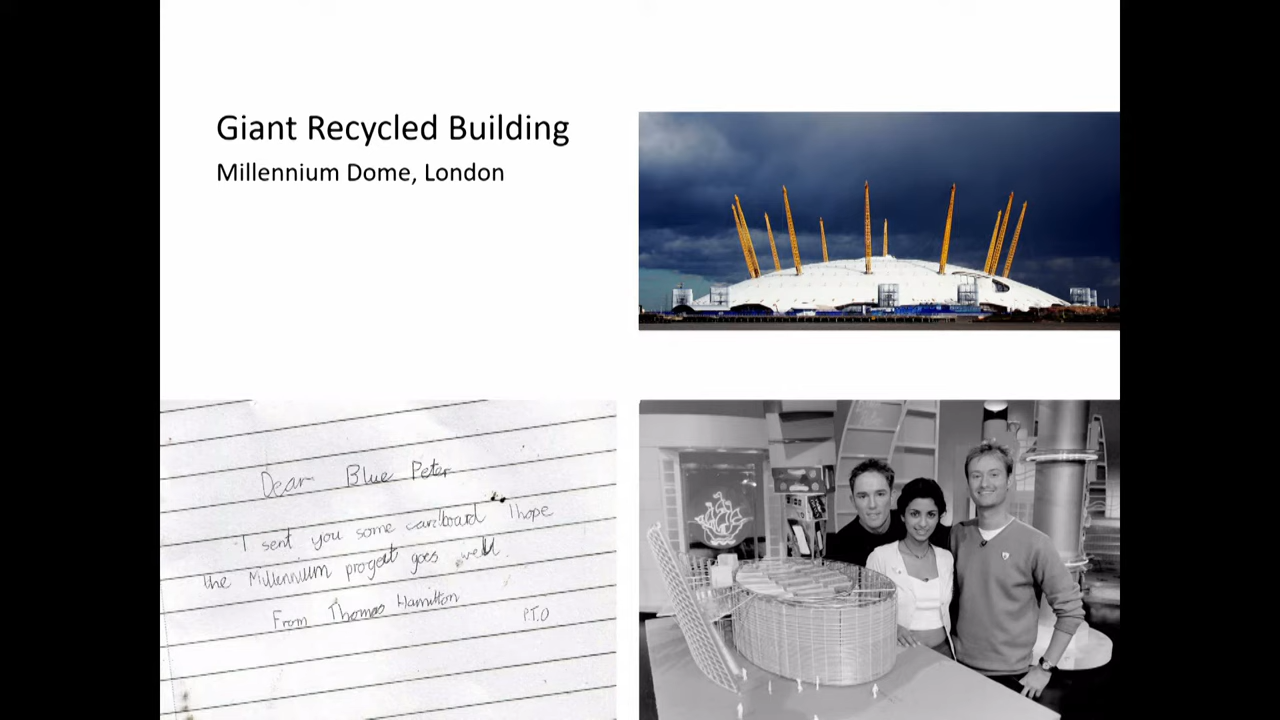 Giant Recycled Building
Millennium Dome, London
Dear Blue Peter
I sent you some cardboard I hope
the Millennium progect goes well.
From Thomas Hamilton
P.T.O